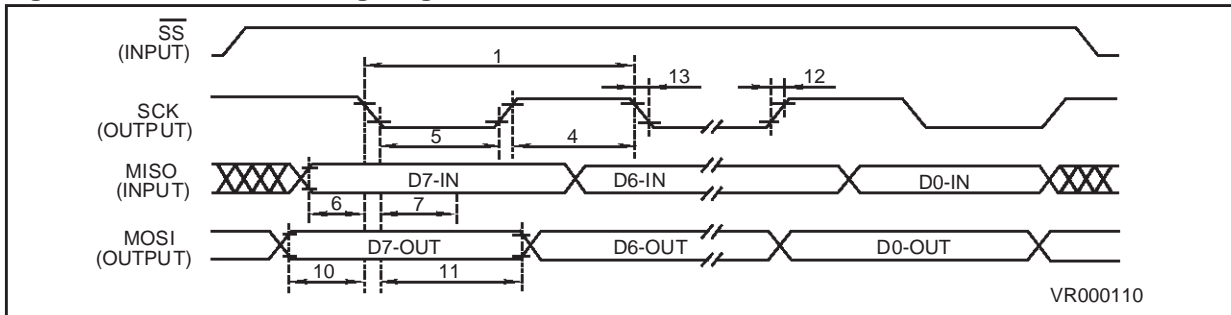 SS
(INPUT)
1
13
12
SCK
(OUTPUT)
5
4
MISO
(INPUT)
D7-IN
D6-IN
D0-IN
6
7
MOSI
(OUTPUT)
D7-OUT
D6-OUT
D0-OUT
10
11
VR000110